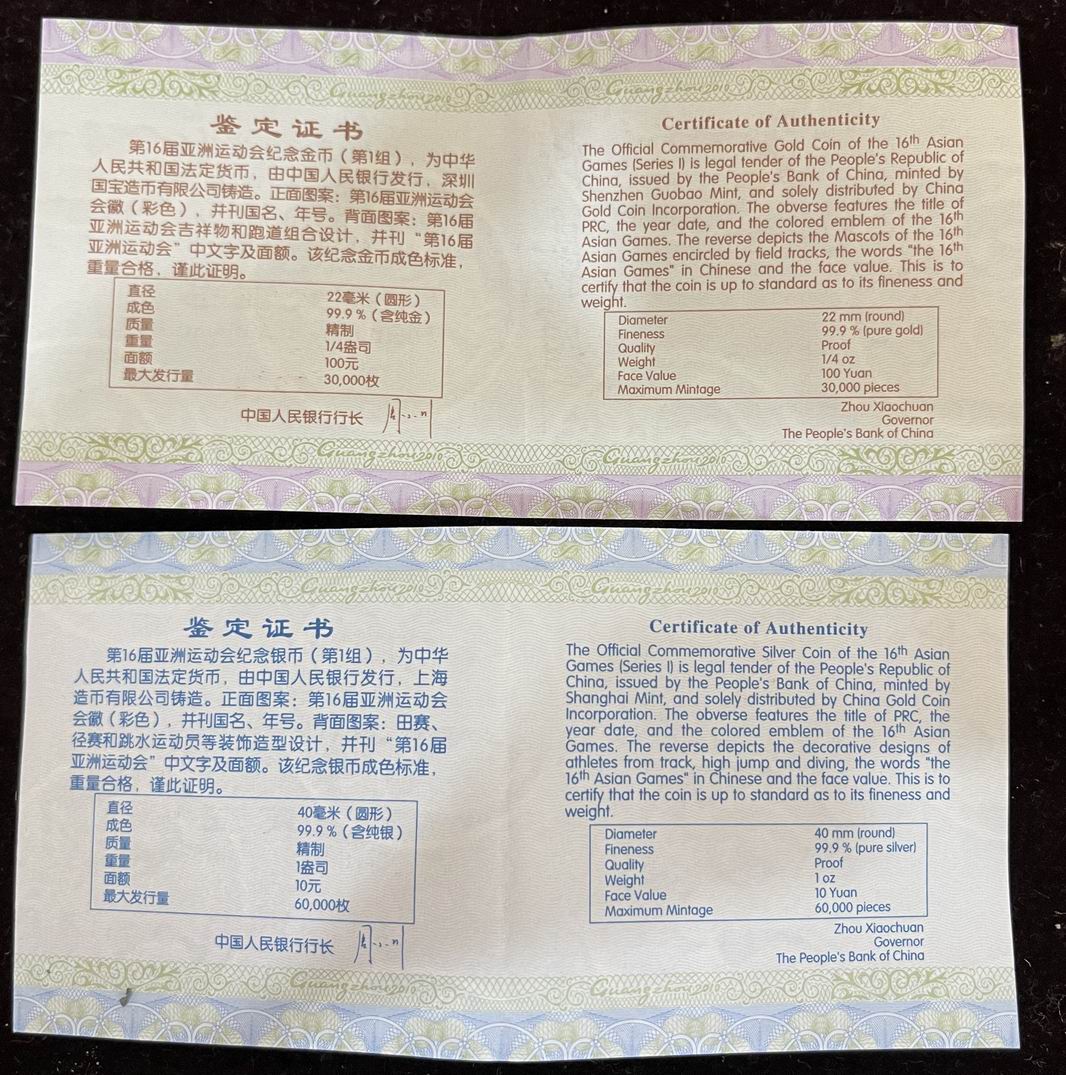 Guangzhou2010
Guangzhou2010
鉴定证书
第16届亚洲运动会纪念金币（第1组），为中华
人民共和国法定货币，由中国人民银行发行，深圳
国宝造币有限公司铸造。正面图案：第16届亚洲运动会
会徽（彩色），并刊国名、年号。背面图案：第16届
亚洲运动会吉祥物和跑道组合设计，并刊“第16届
亚洲运动会”中文字及面额。该纪念金币成色标准，
重量合格，谨此证明。
直径 22毫米（圆形）
成色 99.9％（含纯金）
质量 精制
重量 1/4盎司
面额 100元
最大发行量 30,000枚
中国人民银行行长
Certificate of Authenticity
The Official Commemorative Gold Coin of the 16th Asian
Games (Series I) is legal tender of the People's Republic of
China, issued by the People's Bank of China, minted by
Shenzhen Guobao Mint, and solely distributed by China
Gold Coin Incorporation. The obverse features the title of
PRC, the year date, and the colored emblem of the 16th
Asian Games. The reverse depicts the Mascots of the 16th
Asian Games encircled by field tracks, the words "the 16th
Asian Games" in Chinese and the face value. This is to
certify that the coin is up to standard as to its fineness and
weight.
Diameter 22 mm (round)
Fineness 99.9 % (pure gold)
Quality Proof
Weight 1/4 oz
Face Value 100 Yuan
Maximum Mintage 30,000 pieces
Zhou Xiaochuan
Governor
The People's Bank of China
Guangzhou2010
Guangzhou2010
Guangzhou2010
Guangzhou2010
鉴定证书
第16届亚洲运动会纪念银币（第1组），为中华
人民共和国法定货币，由中国人民银行发行，上海
造币有限公司铸造。正面图案：第16届亚洲运动会
会徽（彩色），并刊国名、年号。背面图案：田赛、
径赛和跳水运动员等装饰造型设计，并刊“第16届
亚洲运动会”中文字及面额。该纪念银币成色标准，
重量合格，谨此证明。
直径 40毫米（圆形）
成色 99.9％（含纯银）
质量 精制
重量 1盎司
面额 10元
最大发行量 60,000枚
中国人民银行行长
Certificate of Authenticity
The Official Commemorative Silver Coin of the 16th Asian
Games (Series I) is legal tender of the People's Republic of
China, issued by the People's Bank of China, minted by
Shanghai Mint, and solely distributed by China Gold Coin
Incorporation. The obverse features the title of PRC, the
year date, and the colored emblem of the 16th Asian
Games. The reverse depicts the decorative designs of
athletes from track, high jump and diving, the words "the
16th Asian Games" in Chinese and the face value. This is to
certify that the coin is up to standard as to its fineness and
weight.
Diameter 40 mm (round)
Fineness 99.9 % (pure silver)
Quality Proof
Weight 1 oz
Face Value 10 Yuan
Maximum Mintage 60,000 pieces
Zhou Xiaochuan
Governor
The People's Bank of China
Guangzhou2010
Guangzhou2010